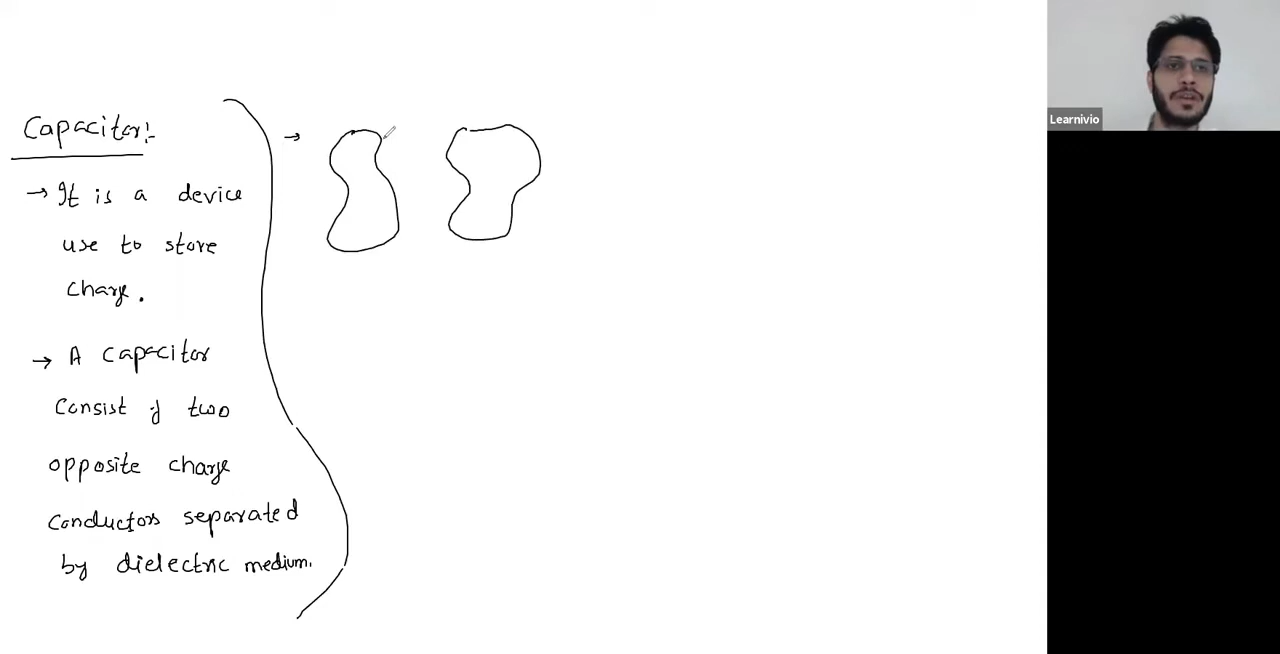 Capacitor:-
→ It is a device
use to store
charge.
→ A capacitor
consist of two
opposite charge
conductors separated
by dielectric medium.
→
Learnivio